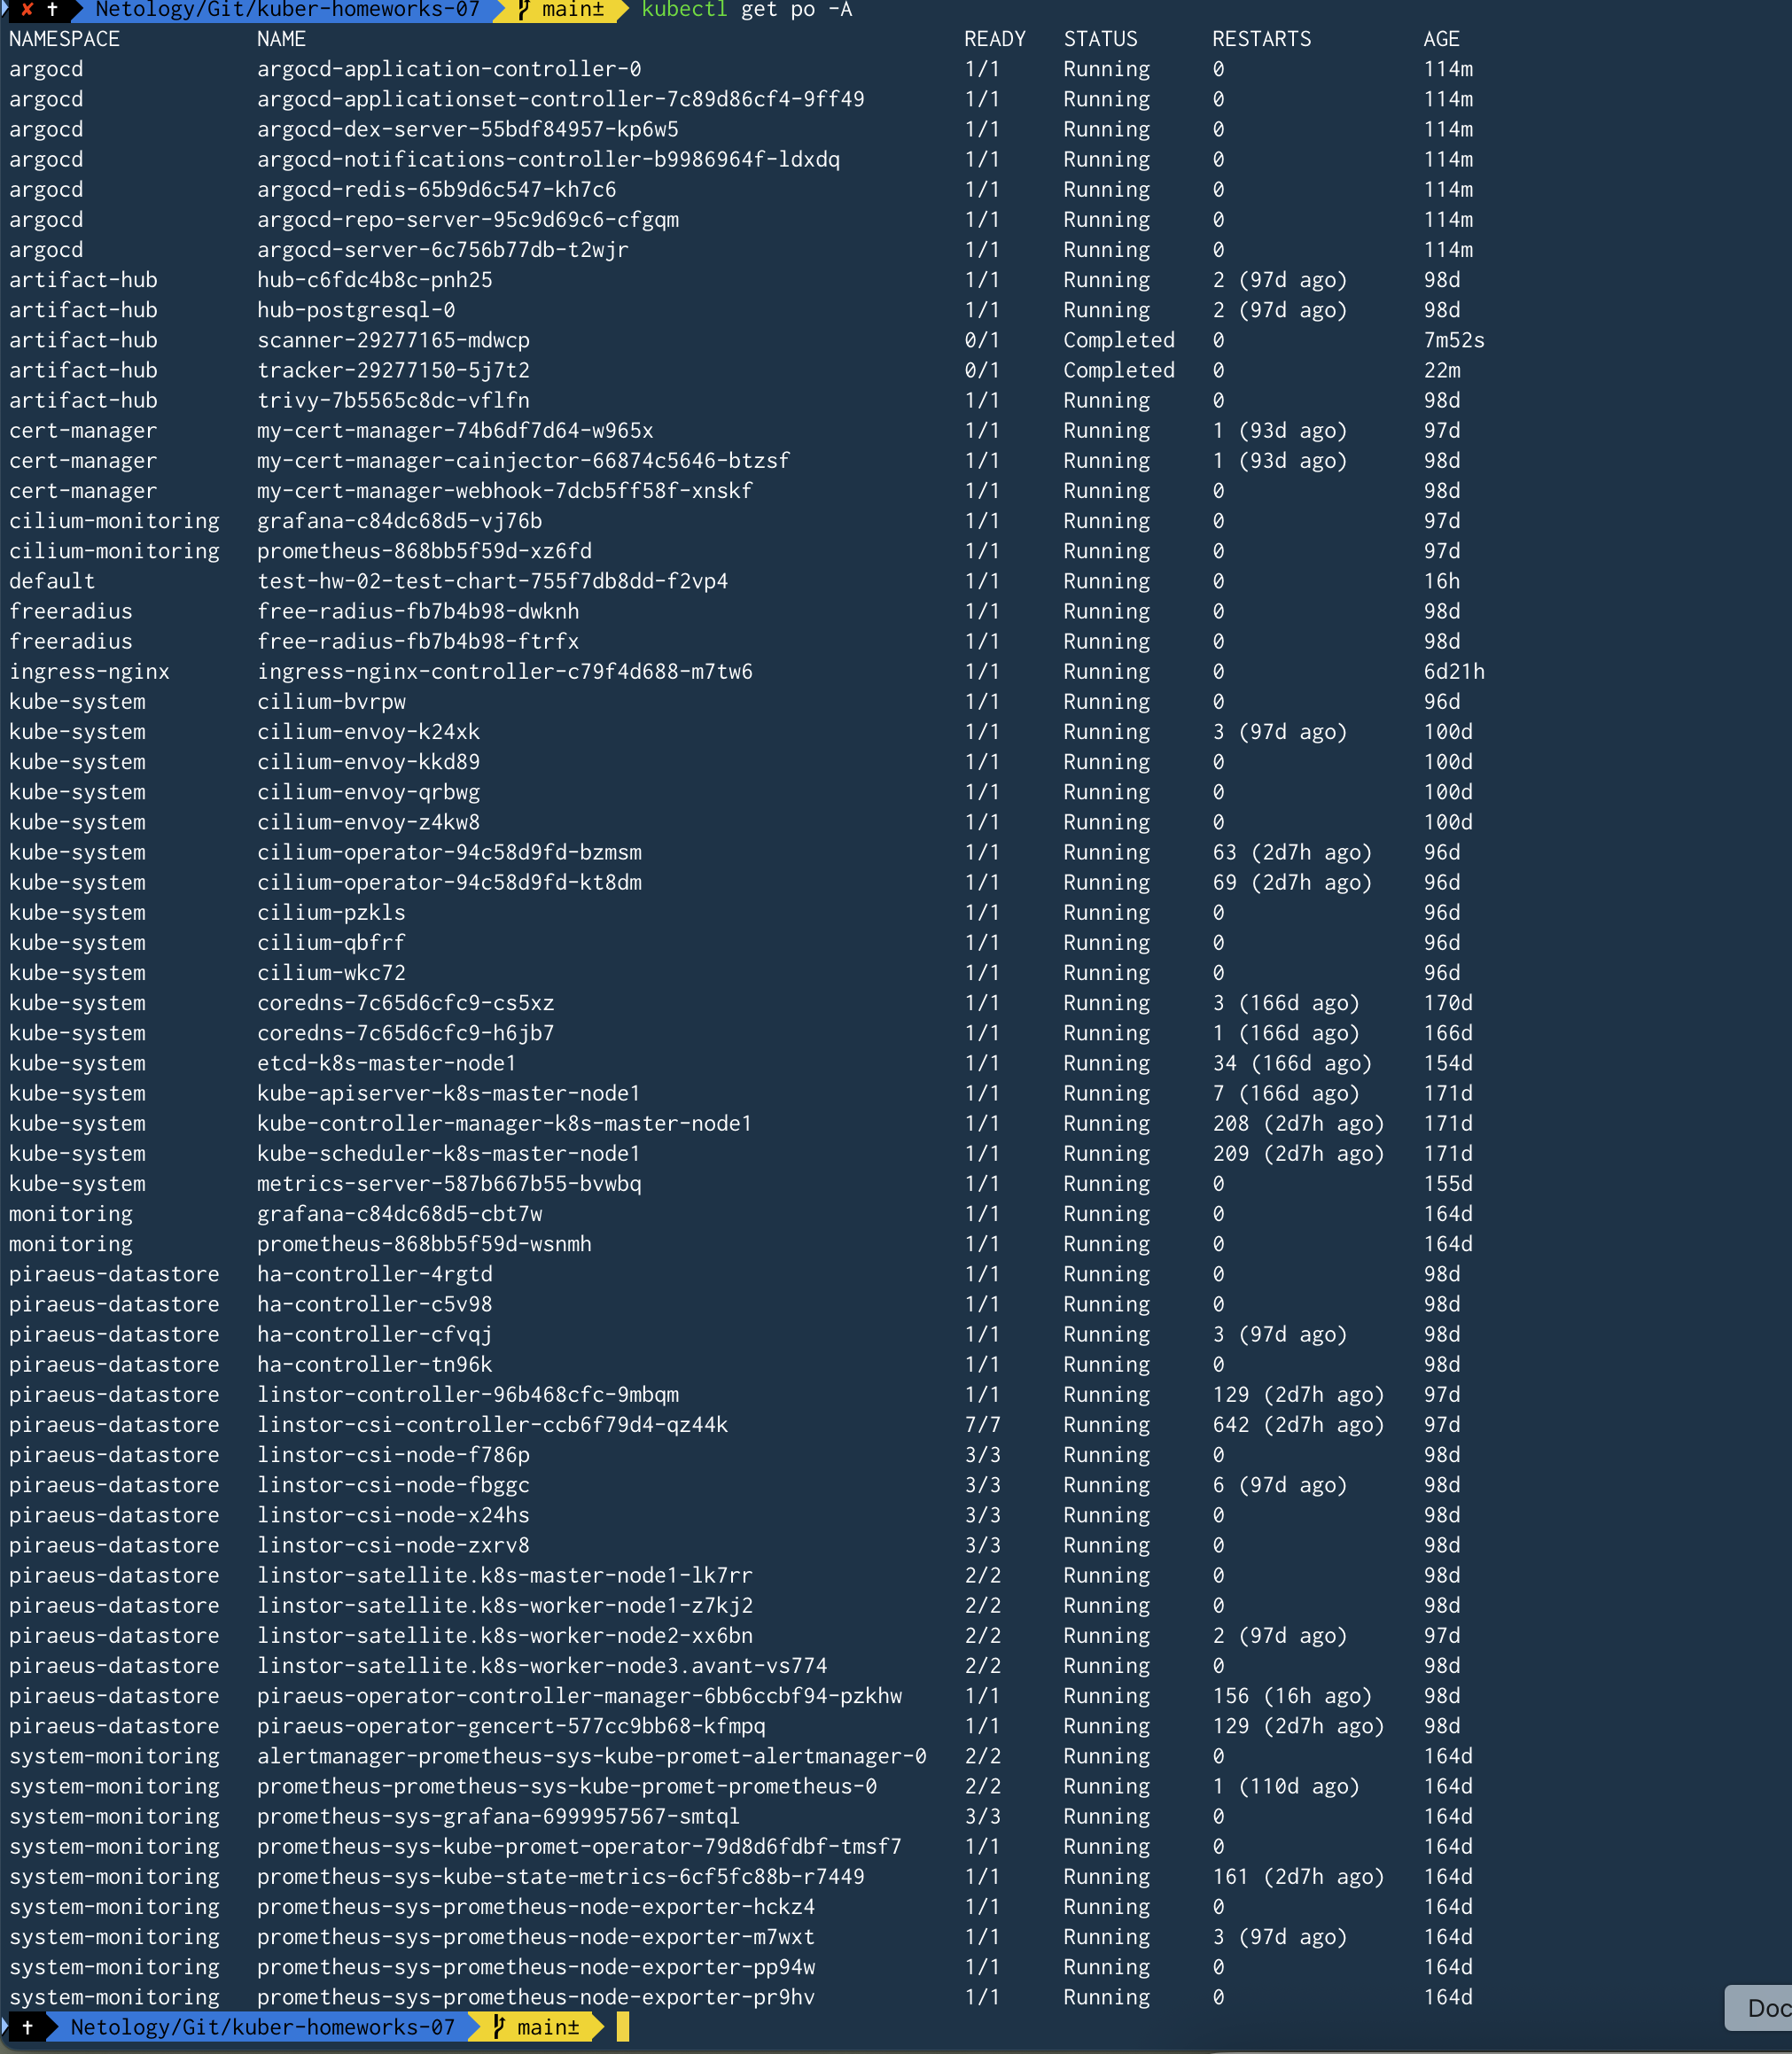 ✘ ✝ Netology/Git/kuber-homeworks-07 main± kubectl get po -A
NAMESPACE NAME READY STATUS RESTARTS AGE
argocd argocd-application-controller-0 1/1 Running 0 114m
argocd argocd-applicationset-controller-7c89d86cf4-9ff49 1/1 Running 0 114m
argocd argocd-dex-server-55bdf84957-kp6w5 1/1 Running 0 114m
argocd argocd-notifications-controller-b9986964f-ldxdq 1/1 Running 0 114m
argocd argocd-redis-65b9d6c547-kh7c6 1/1 Running 0 114m
argocd argocd-repo-server-95c9d69c6-cfgqm 1/1 Running 0 114m
argocd argocd-server-6c756b77db-t2wjr 1/1 Running 0 114m
artifact-hub hub-c6fdc4b8c-pnh25 1/1 Running 2 (97d ago) 98d
artifact-hub hub-postgresql-0 1/1 Running 2 (97d ago) 98d
artifact-hub scanner-29277165-mdwcp 0/1 Completed 0 7m52s
artifact-hub tracker-29277150-5j7t2 0/1 Completed 0 22m
artifact-hub trivy-7b5565c8dc-vflfn 1/1 Running 0 98d
cert-manager my-cert-manager-74b6df7d64-w965x 1/1 Running 1 (93d ago) 97d
cert-manager my-cert-manager-cainjector-66874c5646-btzsf 1/1 Running 1 (93d ago) 98d
cert-manager my-cert-manager-webhook-7dcb5ff58f-xnskf 1/1 Running 0 98d
cilium-monitoring grafana-c84dc68d5-vj76b 1/1 Running 0 97d
cilium-monitoring prometheus-868bb5f59d-xz6fd 1/1 Running 0 97d
default test-hw-02-test-chart-755f7db8dd-f2vp4 1/1 Running 0 16h
freeradius free-radius-fb7b4b98-dwknh 1/1 Running 0 98d
freeradius free-radius-fb7b4b98-ftrfx 1/1 Running 0 98d
ingress-nginx ingress-nginx-controller-c79f4d688-m7tw6 1/1 Running 0 6d21h
kube-system cilium-bvrpw 1/1 Running 0 96d
kube-system cilium-envoy-k24xk 1/1 Running 3 (97d ago) 100d
kube-system cilium-envoy-kkd89 1/1 Running 0 100d
kube-system cilium-envoy-qrbwg 1/1 Running 0 100d
kube-system cilium-envoy-z4kw8 1/1 Running 0 100d
kube-system cilium-operator-94c58d9fd-bzmsm 1/1 Running 63 (2d7h ago) 96d
kube-system cilium-operator-94c58d9fd-kt8dm 1/1 Running 69 (2d7h ago) 96d
kube-system cilium-pzkls 1/1 Running 0 96d
kube-system cilium-qbfrf 1/1 Running 0 96d
kube-system cilium-wkc72 1/1 Running 0 96d
kube-system coredns-7c65d6cfc9-cs5xz 1/1 Running 3 (166d ago) 170d
kube-system coredns-7c65d6cfc9-h6jb7 1/1 Running 1 (166d ago) 166d
kube-system etcd-k8s-master-node1 1/1 Running 34 (166d ago) 154d
kube-system kube-apiserver-k8s-master-node1 1/1 Running 7 (166d ago) 171d
kube-system kube-controller-manager-k8s-master-node1 1/1 Running 208 (2d7h ago) 171d
kube-system kube-scheduler-k8s-master-node1 1/1 Running 209 (2d7h ago) 171d
kube-system metrics-server-587b667b55-bvwbq 1/1 Running 0 155d
monitoring grafana-c84dc68d5-cbt7w 1/1 Running 0 164d
monitoring prometheus-868bb5f59d-wsnmh 1/1 Running 0 164d
piraeus-datastore ha-controller-4rgtd 1/1 Running 0 98d
piraeus-datastore ha-controller-c5v98 1/1 Running 0 98d
piraeus-datastore ha-controller-cfvqj 1/1 Running 3 (97d ago) 98d
piraeus-datastore ha-controller-tn96k 1/1 Running 0 98d
piraeus-datastore linstor-controller-96b468cfc-9mbqm 1/1 Running 129 (2d7h ago) 97d
piraeus-datastore linstor-csi-controller-ccb6f79d4-qz44k 7/7 Running 642 (2d7h ago) 97d
piraeus-datastore linstor-csi-node-f786p 3/3 Running 0 98d
piraeus-datastore linstor-csi-node-fbggc 3/3 Running 6 (97d ago) 98d
piraeus-datastore linstor-csi-node-x24hs 3/3 Running 0 98d
piraeus-datastore linstor-csi-node-zxrv8 3/3 Running 0 98d
piraeus-datastore linstor-satellite.k8s-master-node1-lk7rr 2/2 Running 0 98d
piraeus-datastore linstor-satellite.k8s-worker-node1-z7kj2 2/2 Running 0 98d
piraeus-datastore linstor-satellite.k8s-worker-node2-xx6bn 2/2 Running 2 (97d ago) 97d
piraeus-datastore linstor-satellite.k8s-worker-node3.avant-vs774 2/2 Running 0 98d
piraeus-datastore piraeus-operator-controller-manager-6bb6ccbf94-pzkhw 1/1 Running 156 (16h ago) 98d
piraeus-datastore piraeus-operator-gencert-577cc9bb68-kfmpq 1/1 Running 129 (2d7h ago) 98d
system-monitoring alertmanager-prometheus-sys-kube-promet-alertmanager-0 2/2 Running 0 164d
system-monitoring prometheus-prometheus-sys-kube-promet-prometheus-0 2/2 Running 1 (110d ago) 164d
system-monitoring prometheus-sys-grafana-6999957567-smtql 3/3 Running 0 164d
system-monitoring prometheus-sys-kube-promet-operator-79d8d6fdbf-tmsf7 1/1 Running 0 164d
system-monitoring prometheus-sys-kube-state-metrics-6cf5fc88b-r7449 1/1 Running 161 (2d7h ago) 164d
system-monitoring prometheus-sys-prometheus-node-exporter-hckz4 1/1 Running 0 164d
system-monitoring prometheus-sys-prometheus-node-exporter-m7wxt 1/1 Running 3 (97d ago) 164d
system-monitoring prometheus-sys-prometheus-node-exporter-pp94w 1/1 Running 0 164d
system-monitoring prometheus-sys-prometheus-node-exporter-pr9hv 1/1 Running 0 164d
Doc
✝ Netology/Git/kuber-homeworks-07 main±